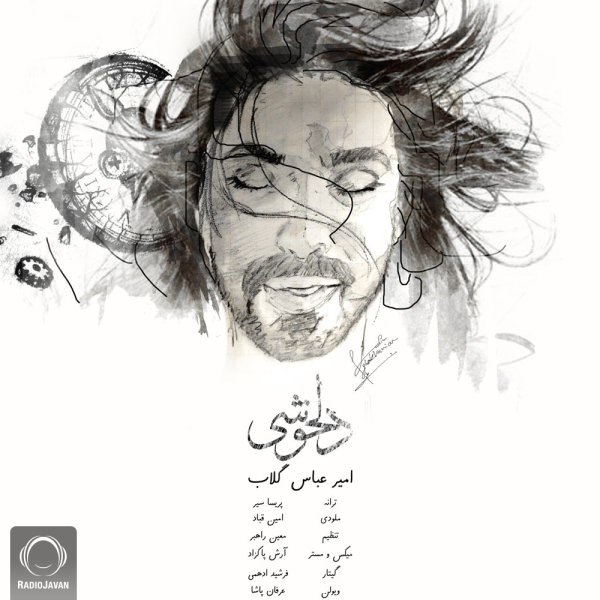 دلخوشی
امیر عباس گلاب
ترانه پریسا سیر
ملودی امین قباد
تنظیم معین راهبر
میکس و مستر آرش پاکزاد
گیتار فرشید ادهمی
ویولن عرفان پاشا
RADIOJAVAN